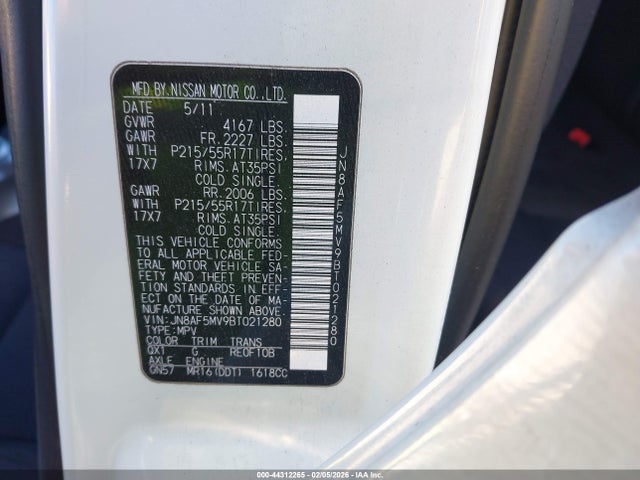 MFD.BY.NISSAN MOTOR CO.,LTD.
DATE 5/11
GVWR 4167 LBS.
GAWR FR.2227 LBS.
WITH P215/55R17TIRES,
17X7 RIMS.AT35PSI
COLD SINGLE.
GAWR RR.2006 LBS.
WITH P215/55R17TIRES,
17X7 RIMS.AT35PSI
COLD SINGLE.
THIS VEHICLE CONFORMS
TO ALL APPLICABLE FED-
ERAL MOTOR VEHICLE SA-
FETY AND THEFT PREVEN-
TION STANDARDS IN EFF-
ECT ON THE DATE OF MA-
NUFACTURE SHOWN ABOVE.
VIN:JN8AF5MV9BT021280
TYPE:MPV
COLOR TRIM TRANS
QX1 G RE0F10B
AXLE ENGINE
GN57 MR16(DDT) 1618CC
JN8AF5MV9BT021280
000-44312265 - 02/05/2026 - COPYRIGHT IAA, LLC